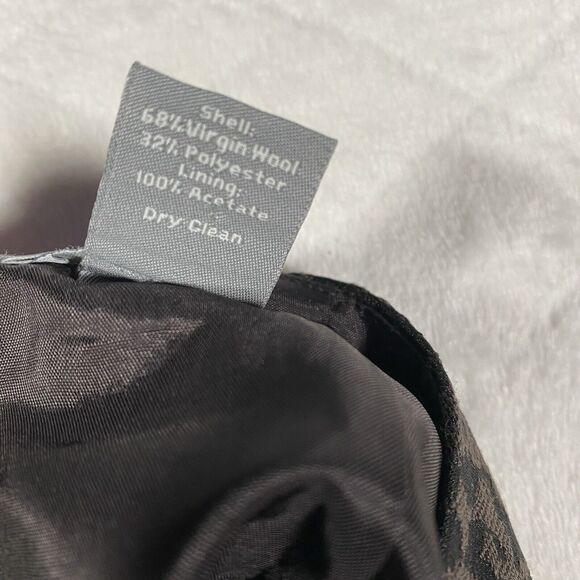 Shell:
68% Virgin Wool
32% Polyester
Lining:
100% Acetate
Dry Clean